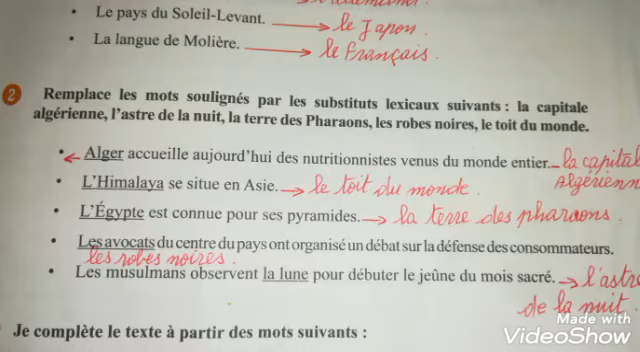 • Le pays du Soleil-Levant. → le Japon.
• La langue de Molière. → le français.
2 Remplace les mots soulignés par les substituts lexicaux suivants : la capitale
algérienne, l'astre de la nuit, la terre des Pharaons, les robes noires, le toit du monde.
• ← Alger accueille aujourd'hui des nutritionnistes venus du monde entier. → la capital
algérienn
• L'Himalaya se situe en Asie. → le toit du monde.
• L'Égypte est connue pour ses pyramides. → la terre des pharaons.
• Les avocats du centre du pays ont organisé un débat sur la défense des consommateurs.
les robes noires.
• Les musulmans observent la lune pour débuter le jeûne du mois sacré. → l'astre
de la nuit.
Je complète le texte à partir des mots suivants :
Made with
VideoShow